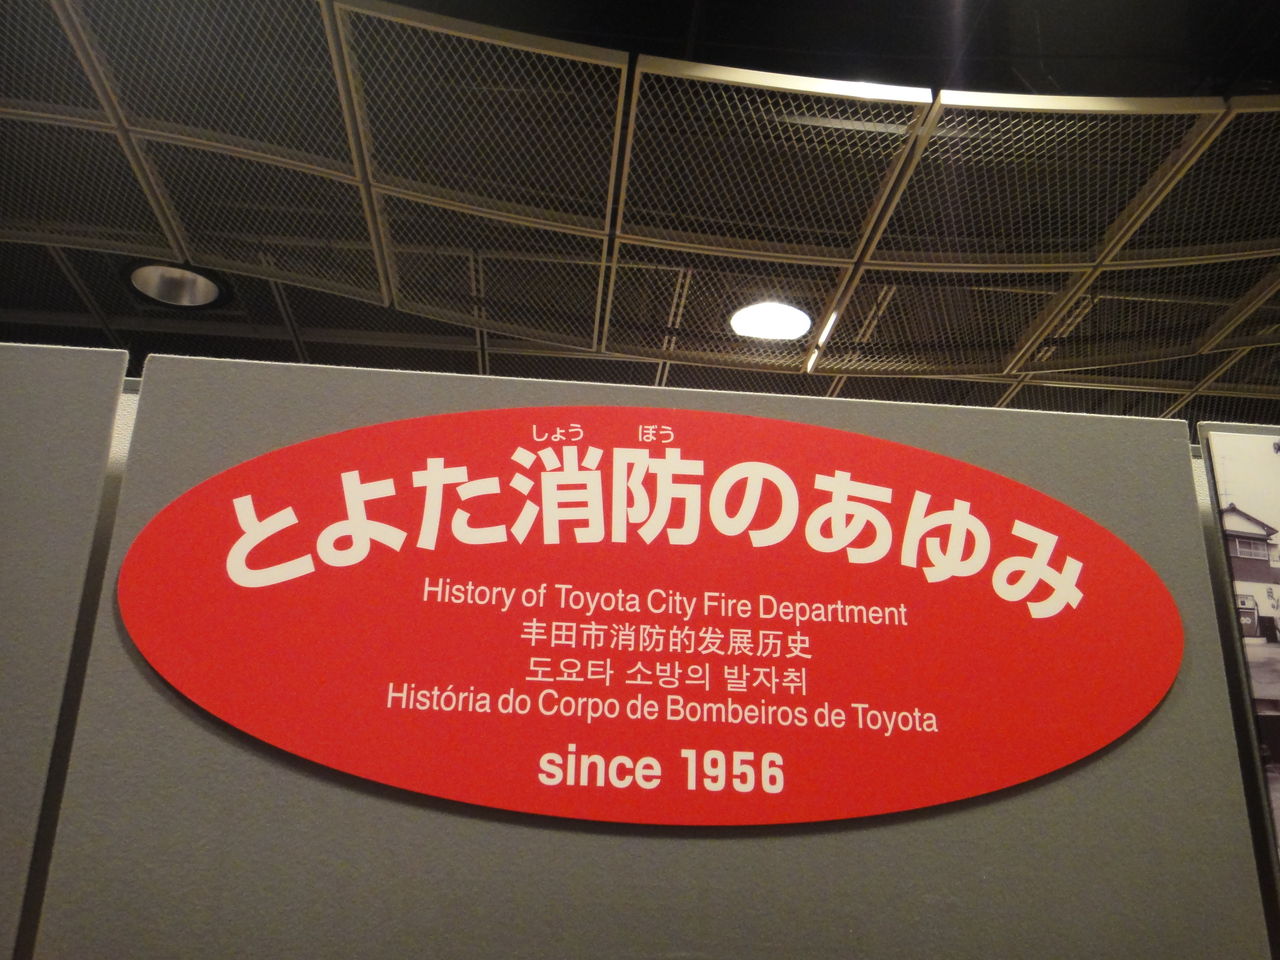 しょう ぼう
とよた消防のあゆみ
History of Toyota City Fire Department
丰田市消防的发展历史
도요타 소방의 발자취
História do Corpo de Bombeiros de Toyota
since 1956